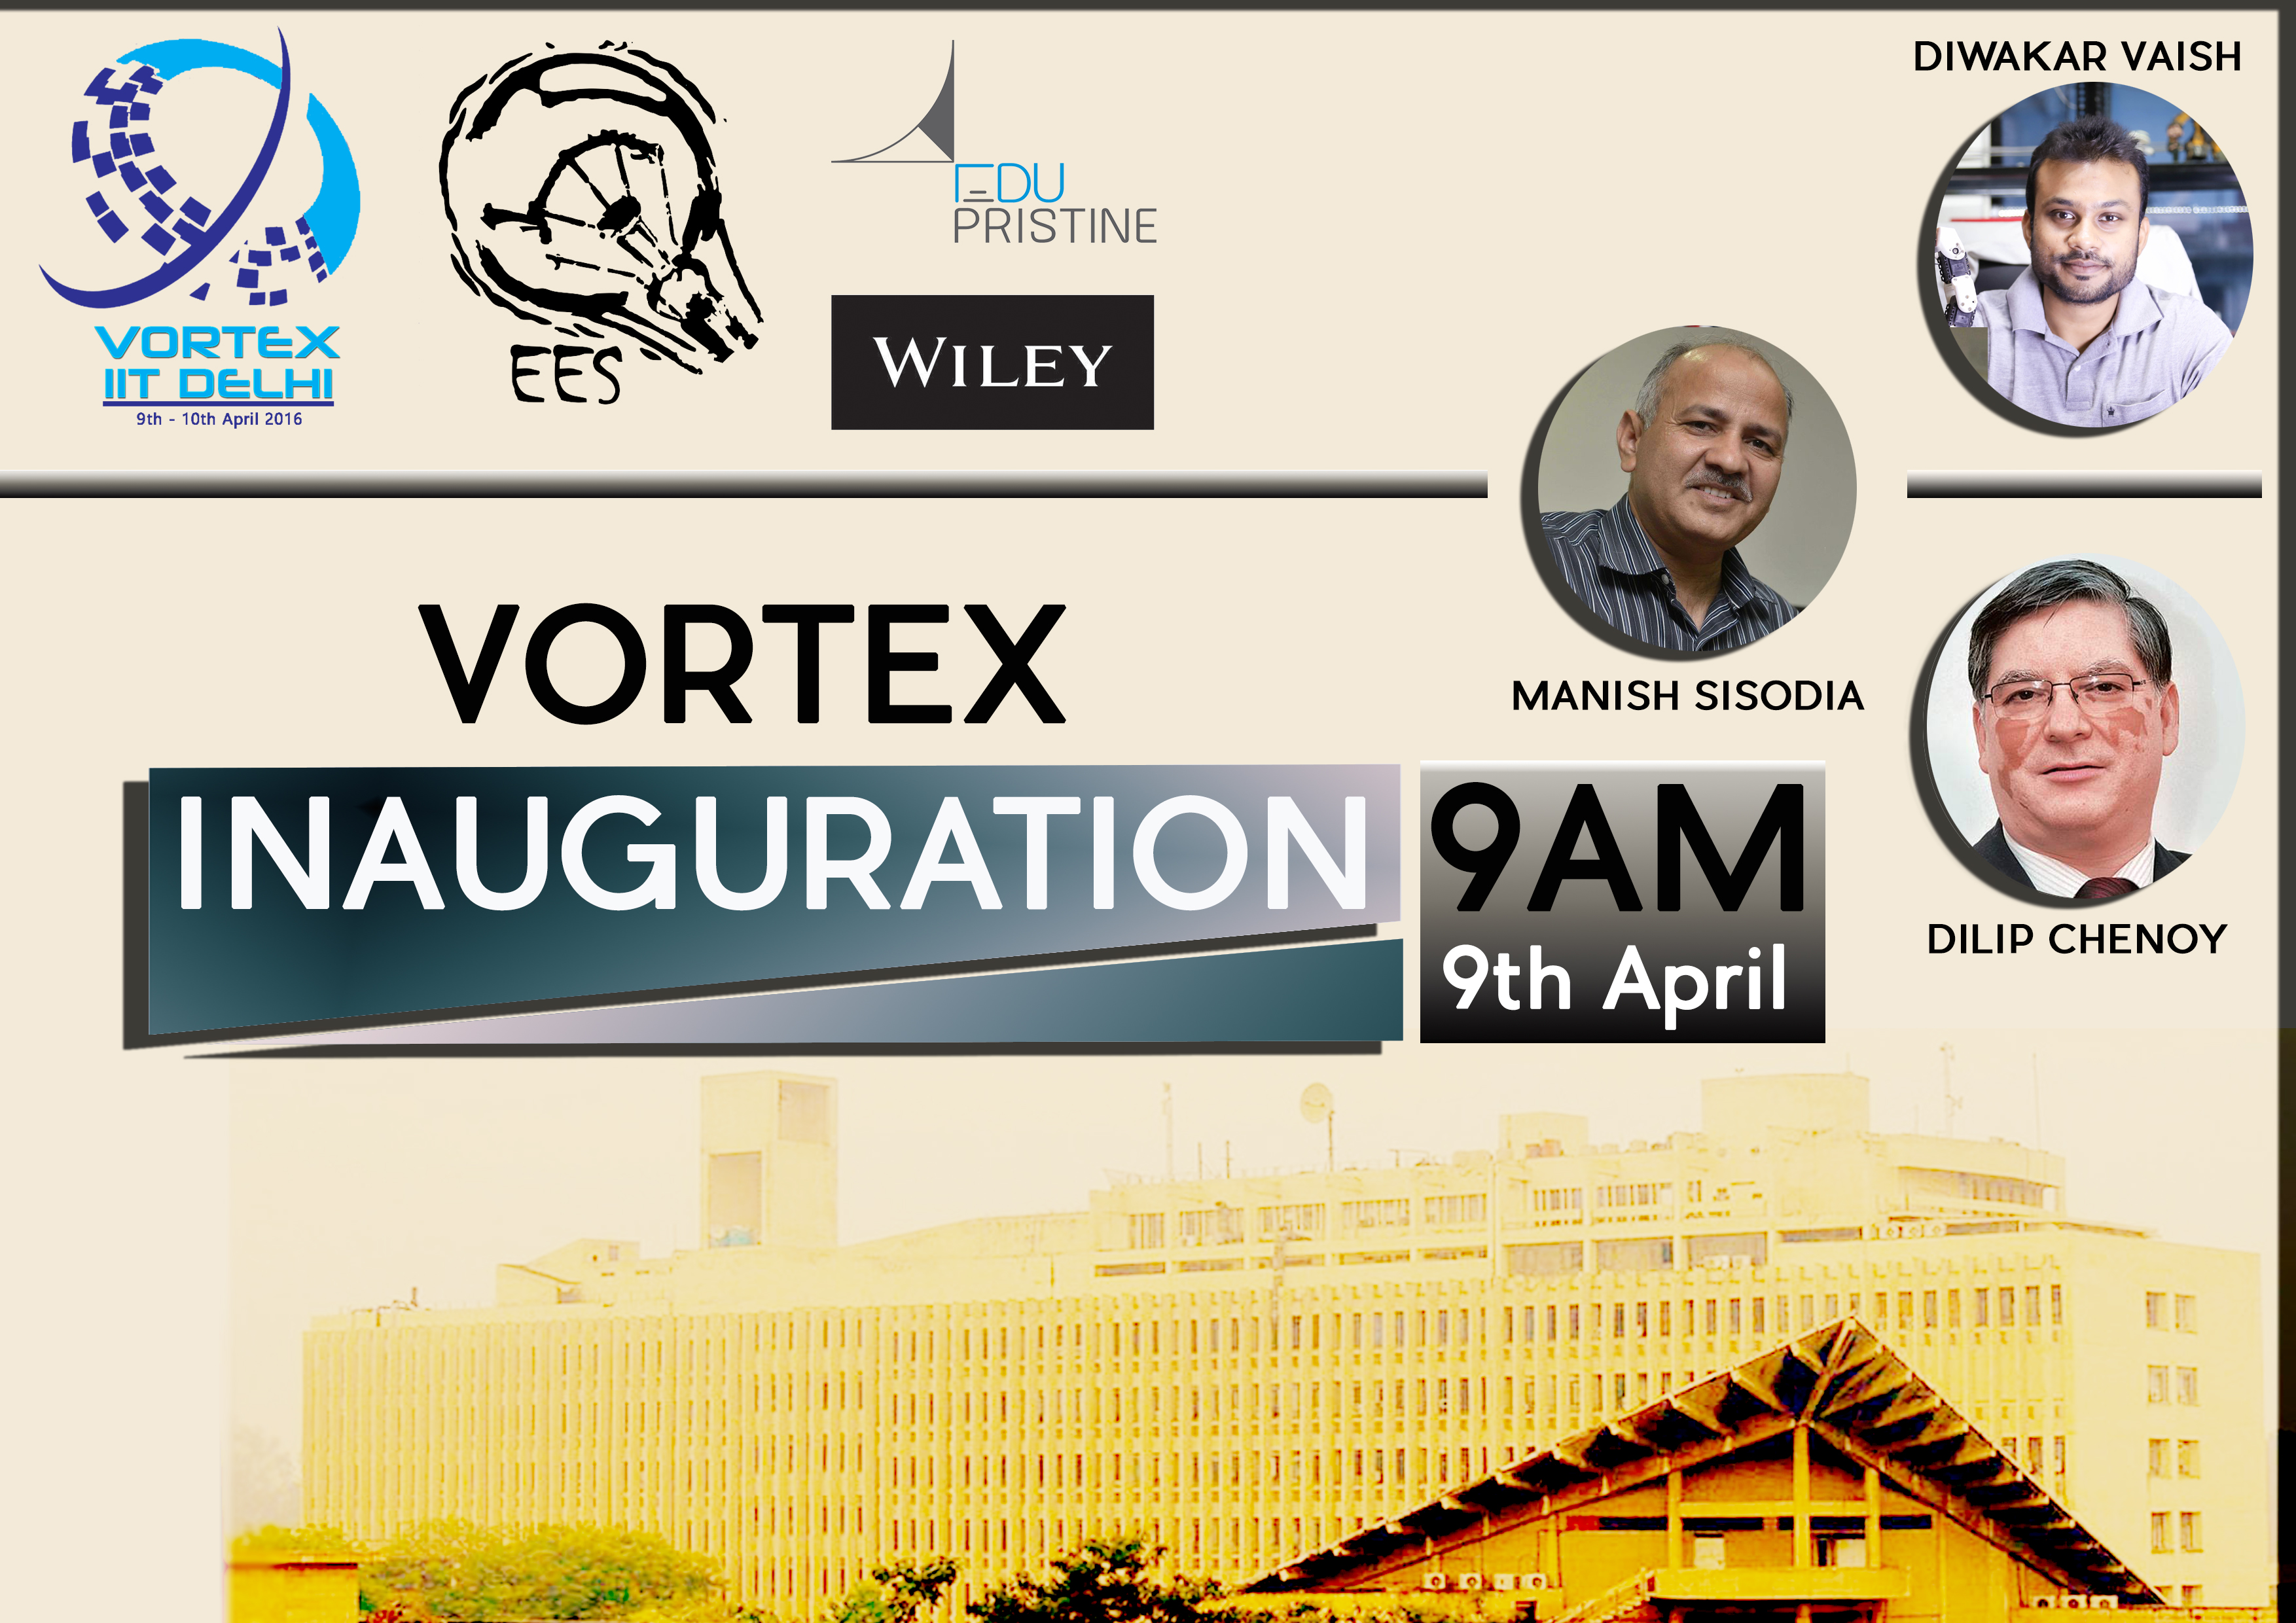 VORTEX
IIT DELHI
9th - 10th April 2016
EES
EDU
PRISTINE
WILEY
DIWAKAR VAISH
MANISH SISODIA
DILIP CHENOY
VORTEX
INAUGURATION
9AM
9th April